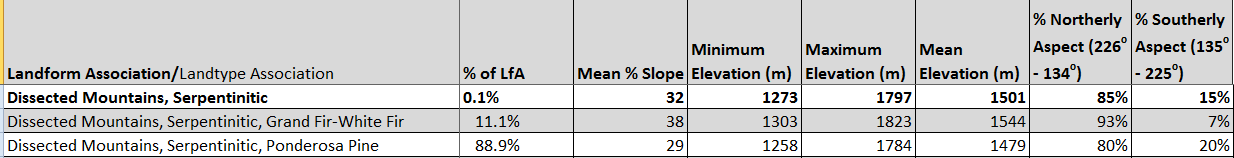 Landform Association/Landtype Association % of LfA Mean % Slope Minimum Elevation (m) Maximum Elevation (m) Mean Elevation (m) % Northerly Aspect (226° - 134°) % Southerly Aspect (135° - 225°)
Dissected Mountains, Serpentinitic 0.1% 32 1273 1797 1501 85% 15%
Dissected Mountains, Serpentinitic, Grand Fir-White Fir 11.1% 38 1303 1823 1544 93% 7%
Dissected Mountains, Serpentinitic, Ponderosa Pine 88.9% 29 1258 1784 1479 80% 20%